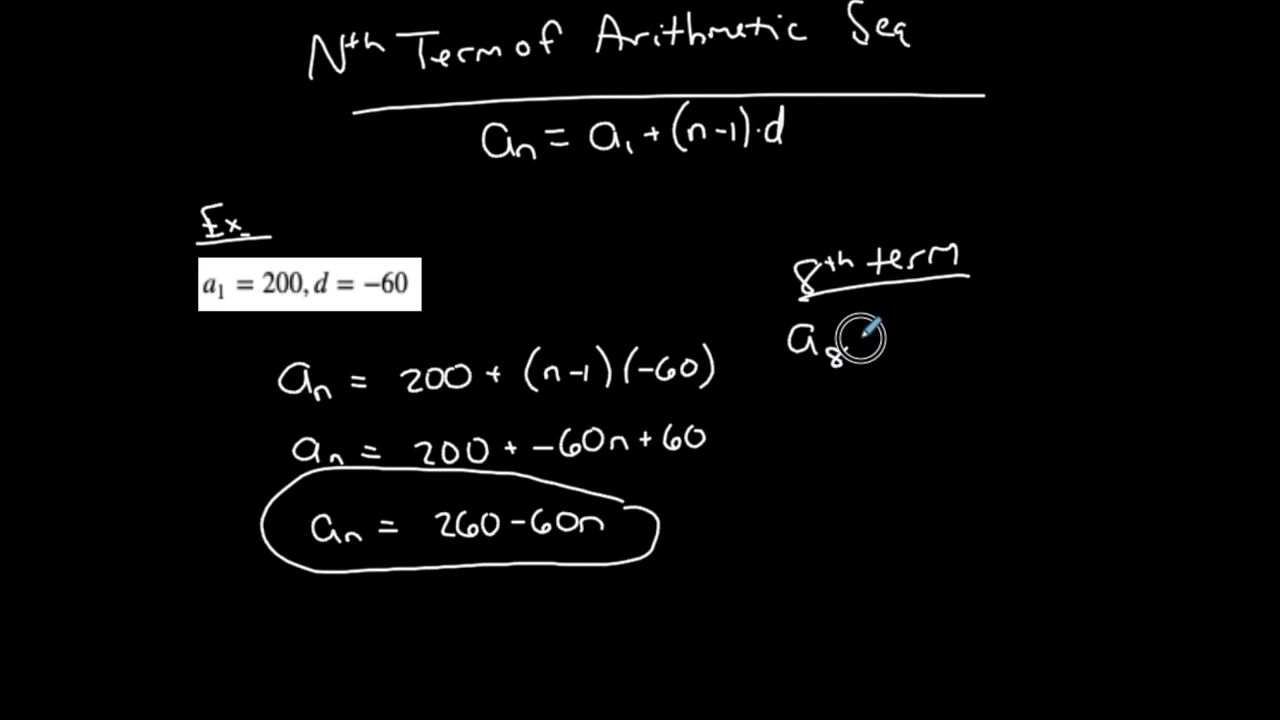 Nth Term of Arithmetic Seq
an = a1 + (n-1)·d
Ex.
a1 = 200, d = −60
8th term
a8
an = 200 + (n-1)(-60)
an = 200 + -60n + 60
an = 260 - 60n